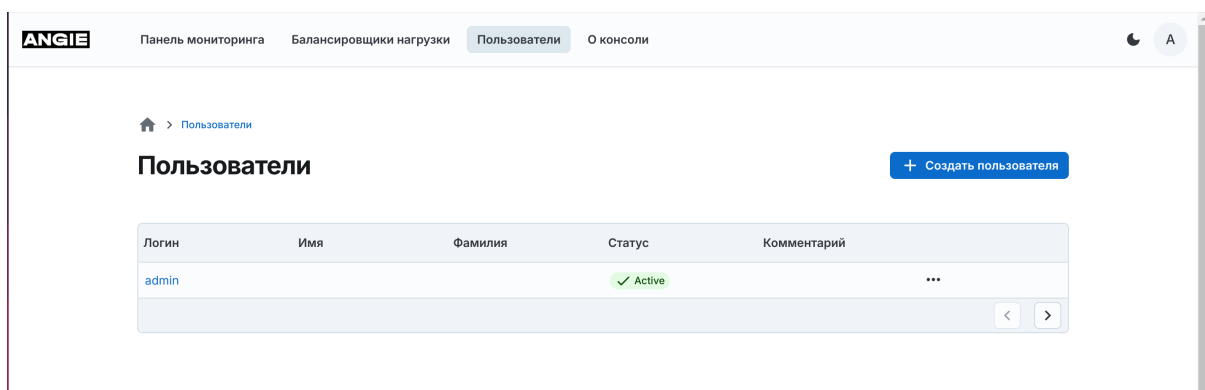 ANGIE Панель мониторинга Балансировщики нагрузки Пользователи О консоли A
Пользователи
Пользователи
Создать пользователя
Логин Имя Фамилия Статус Комментарий
admin Active